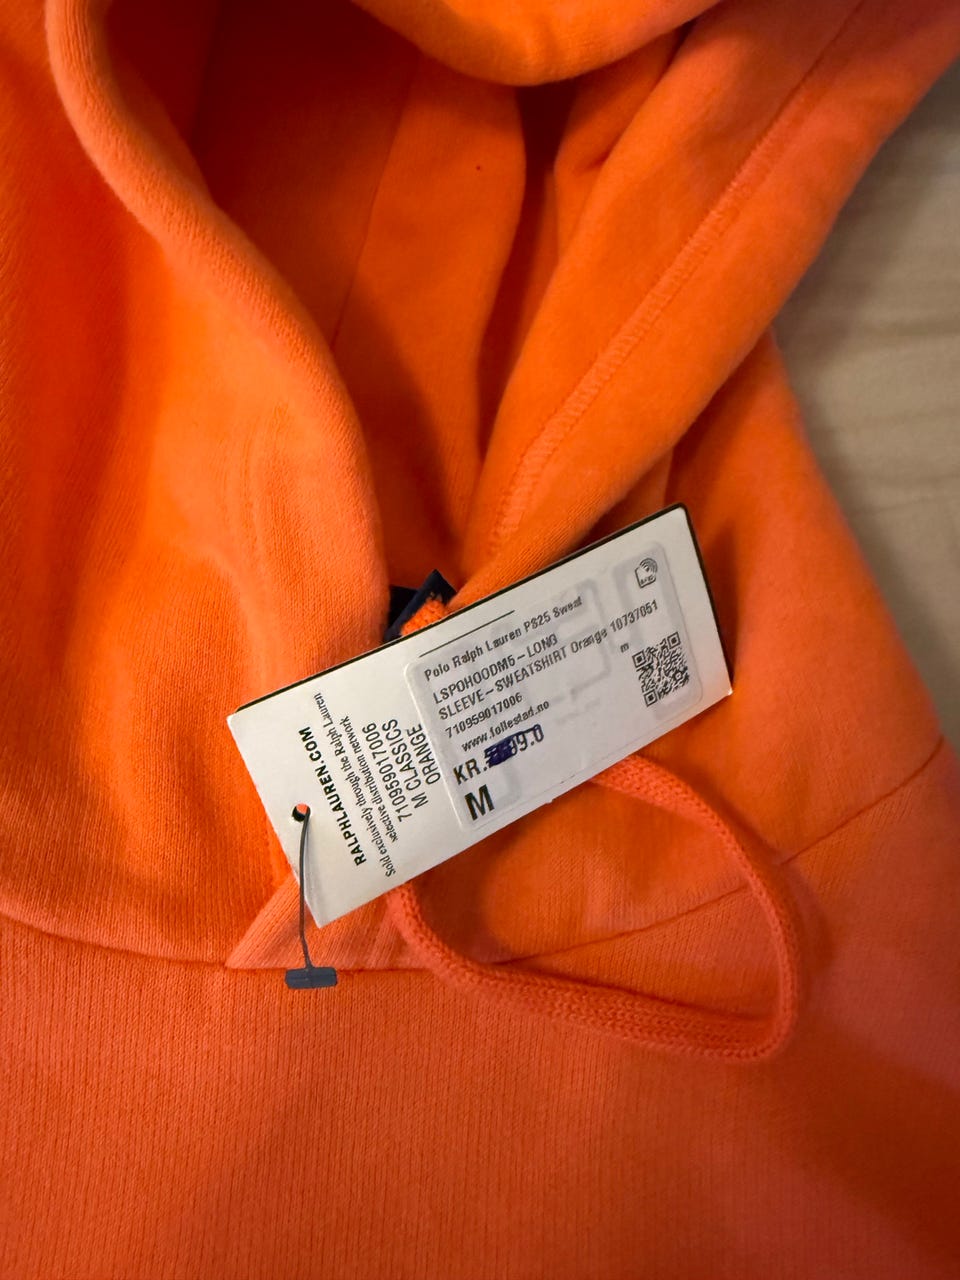 Polo Ralph Lauren PS25 Sweat
LSPOHOODM5 – LONG
SLEEVE – SWEATSHIRT Orange 10737051
710959017006
m
www.follestad.no
KR.
M
RALPHLAUREN.COM
Sold exclusively through the Ralph Lauren
selective distribution network
710959017006
M CLASSICS
ORANGE